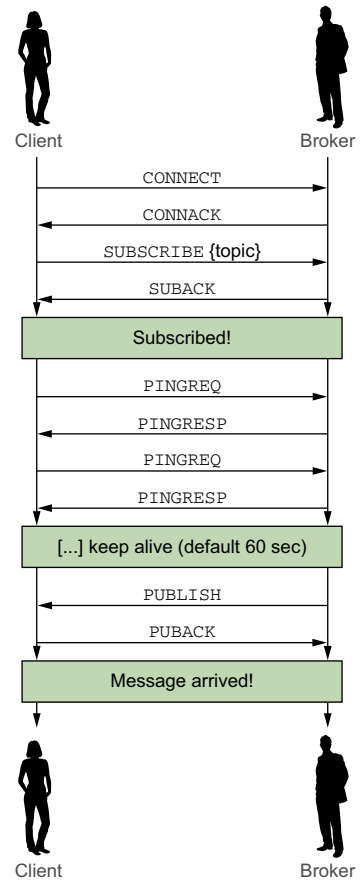 Client Broker
CONNECT
CONNACK
SUBSCRIBE {topic}
SUBACK
Subscribed!
PINGREQ
PINGRESP
PINGREQ
PINGRESP
[...] keep alive (default 60 sec)
PUBLISH
PUBACK
Message arrived!
Client Broker